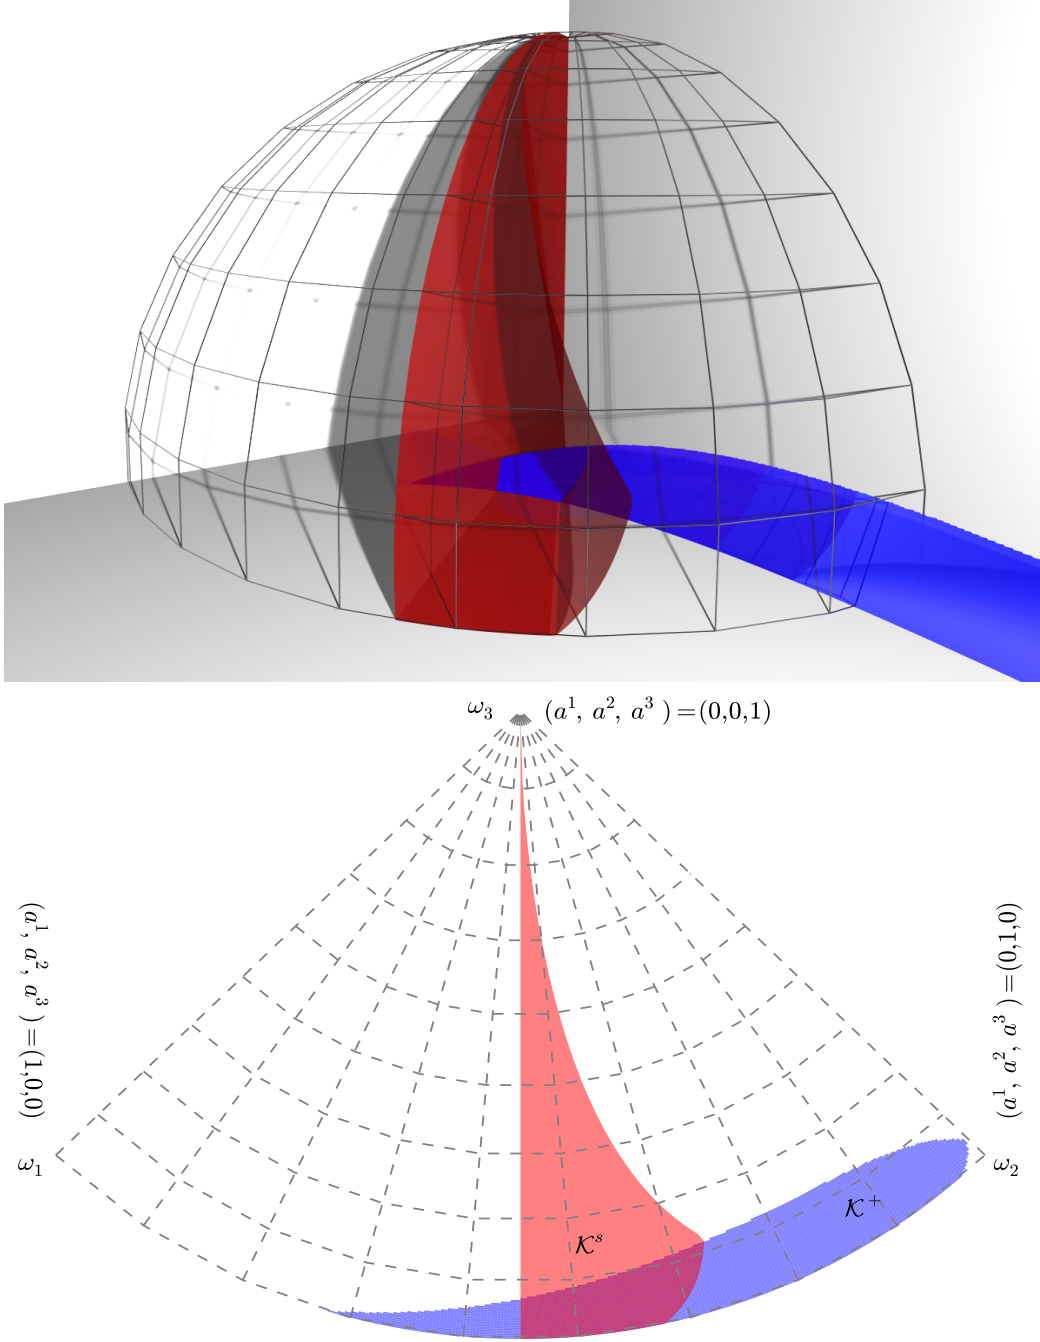 ω₃ (a¹, a², a³ )=(0,0,1)
(a¹, a², a³ )=(1,0,0)
(a¹, a², a³ )=(0,1,0)
ω₁
ω₂
𝒦⁺
𝒦ˢ